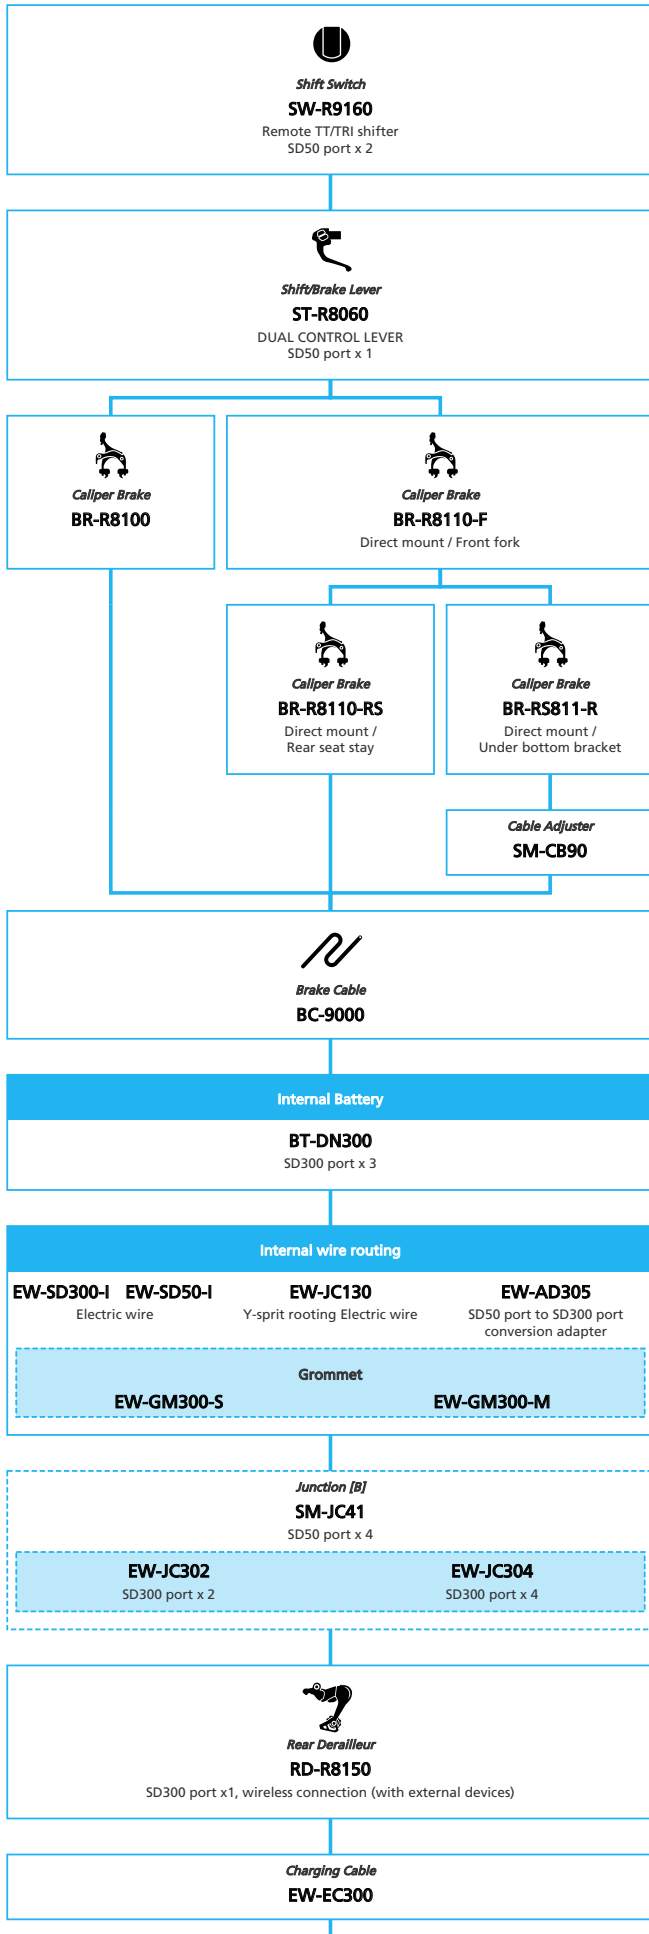 Shift Switch
SW-R9160
Remote TT/TRI shifter
SD50 port x 2
Shift/Brake Lever
ST-R8060
DUAL CONTROL LEVER
SD50 port x 1
Caliper Brake
BR-R8100
Caliper Brake
BR-R8110-F
Direct mount / Front fork
Caliper Brake
BR-R8110-RS
Direct mount /
Rear seat stay
Caliper Brake
BR-RS811-R
Direct mount /
Under bottom bracket
Cable Adjuster
SM-CB90
Brake Cable
BC-9000
Internal Battery
BT-DN300
SD300 port x 3
Internal wire routing
EW-SD300-I EW-SD50-I
Electric wire
EW-JC130
Y-sprit rooting Electric wire
EW-AD305
SD50 port to SD300 port
conversion adapter
Grommet
EW-GM300-S
EW-GM300-M
Junction [B]
SM-JC41
SD50 port x 4
EW-JC302
SD300 port x 2
EW-JC304
SD300 port x 4
Rear Derailleur
RD-R8150
SD300 port x1, wireless connection (with external devices)
Charging Cable
EW-EC300